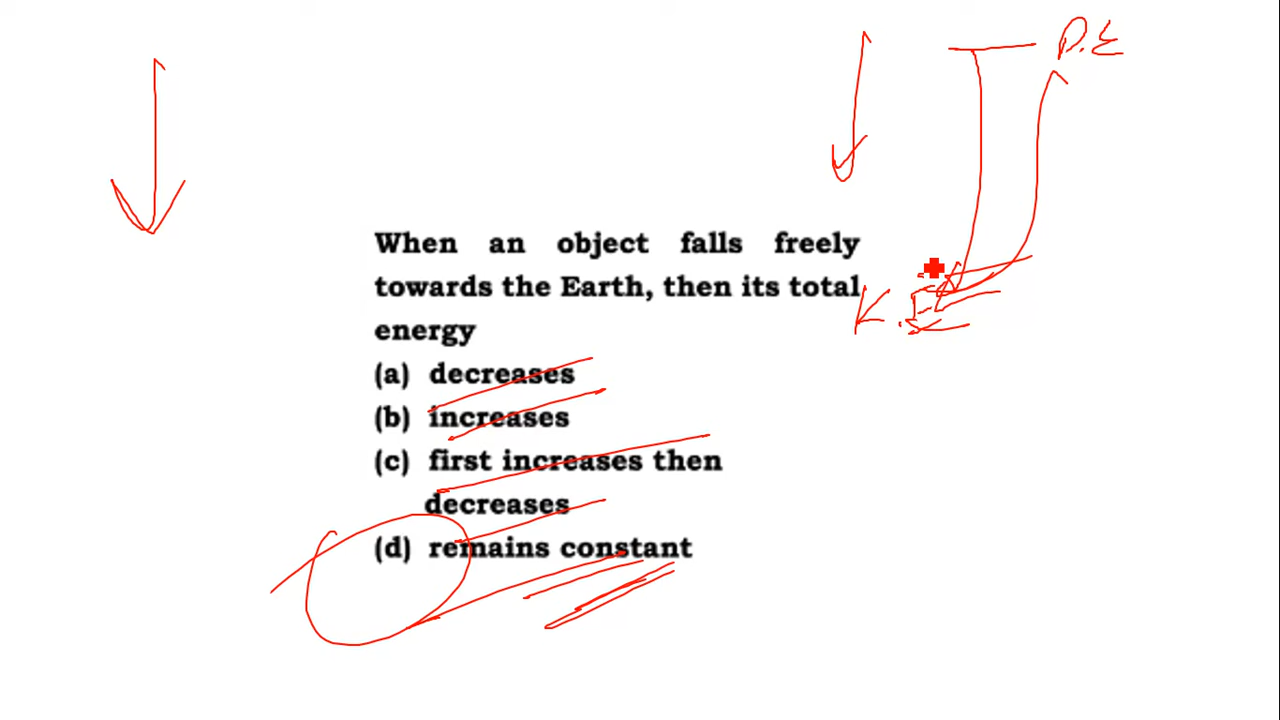 P.E
When an object falls freely
towards the Earth, then its total
K.E
energy
(a) decreases
(b) increases
(c) first increases then
decreases
(d) remains constant